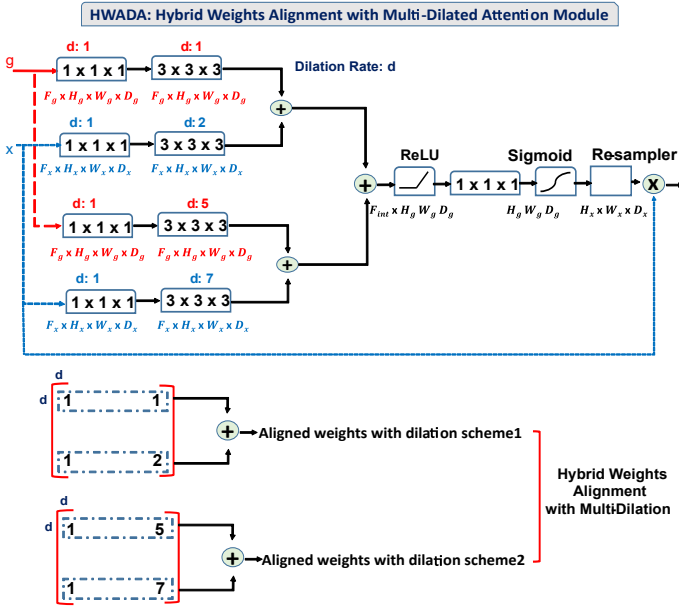 HWADA: Hybrid Weights Alignment with Multi-Dilated Attention Module
d: 1 d: 1
g 1 x 1 x 1 3 x 3 x 3 Dilation Rate: d
F_g x H_g x W_g x D_g F_g x H_g x W_g x D_g
+
d: 1 d:2
x 1 x 1 x 1 3 x 3 x 3
F_x x H_x x W_x x D_x F_x x H_x x W_x x D_x
ReLU Sigmoid Re-sampler
+ 1 x 1 x 1 X
F_int x H_g W_g D_g H_g W_g D_g H_x x W_x x D_x
d: 1 d:5
1 x 1 x 1 3 x 3 x 3
F_g x H_g x W_g x D_g F_g x H_g x W_g x D_g
+
d: 1 d: 7
1 x 1 x 1 3 x 3 x 3
F_x x H_x x W_x x D_x F_x x H_x x W_x x D_x
d
d 1 1
+ Aligned weights with dilation scheme1
1 2
Hybrid Weights
Alignment
with Multi-Dilation
d
d 1 5
+ Aligned weights with dilation scheme2
1 7